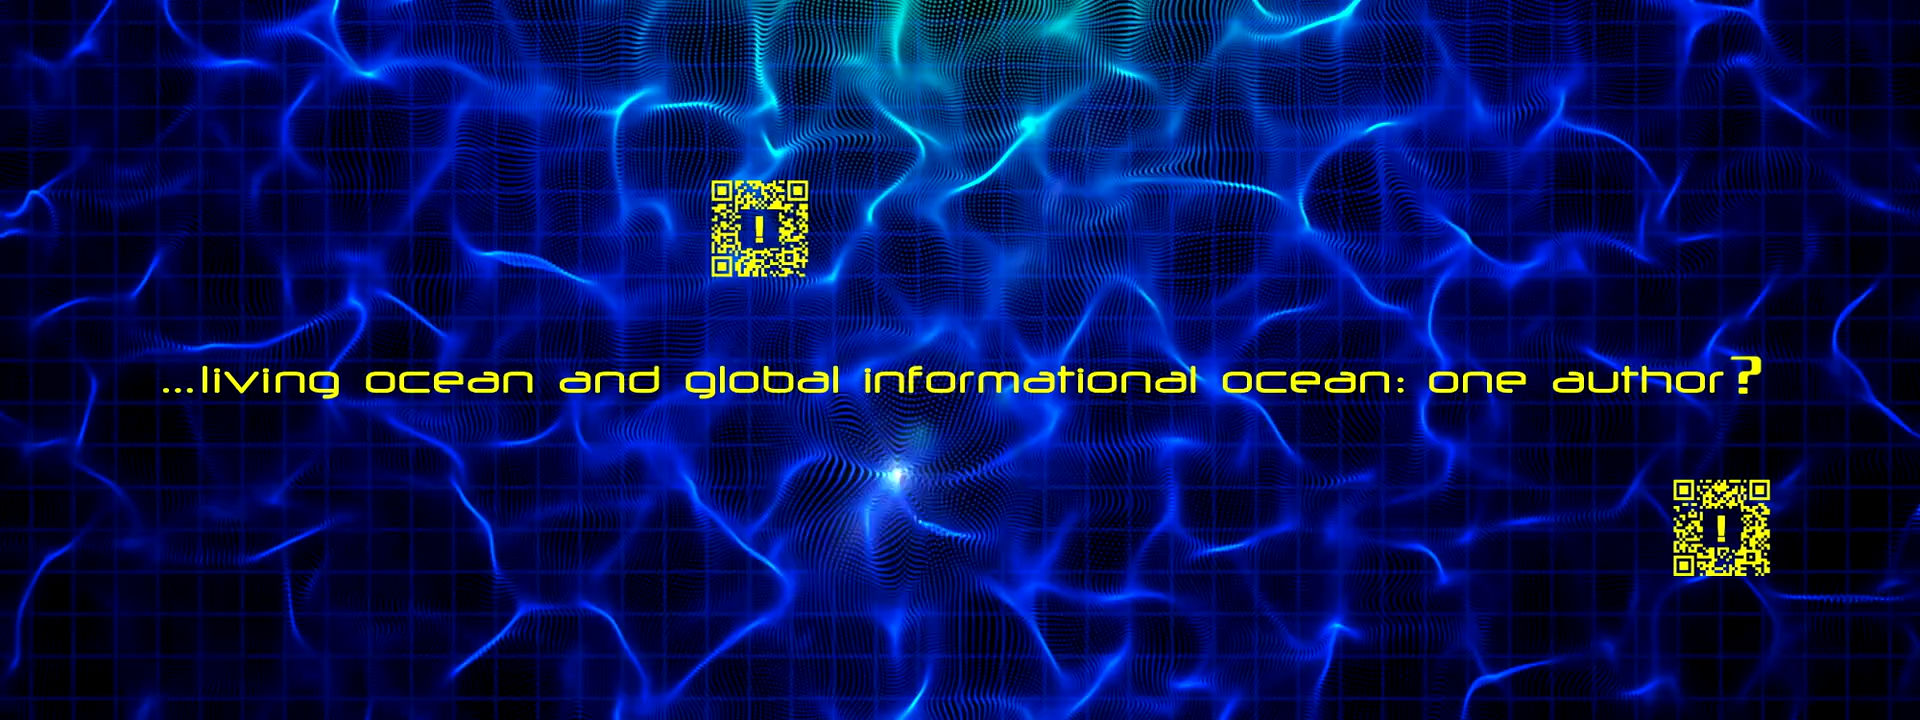 !
...living ocean and global informational ocean: one author?
!